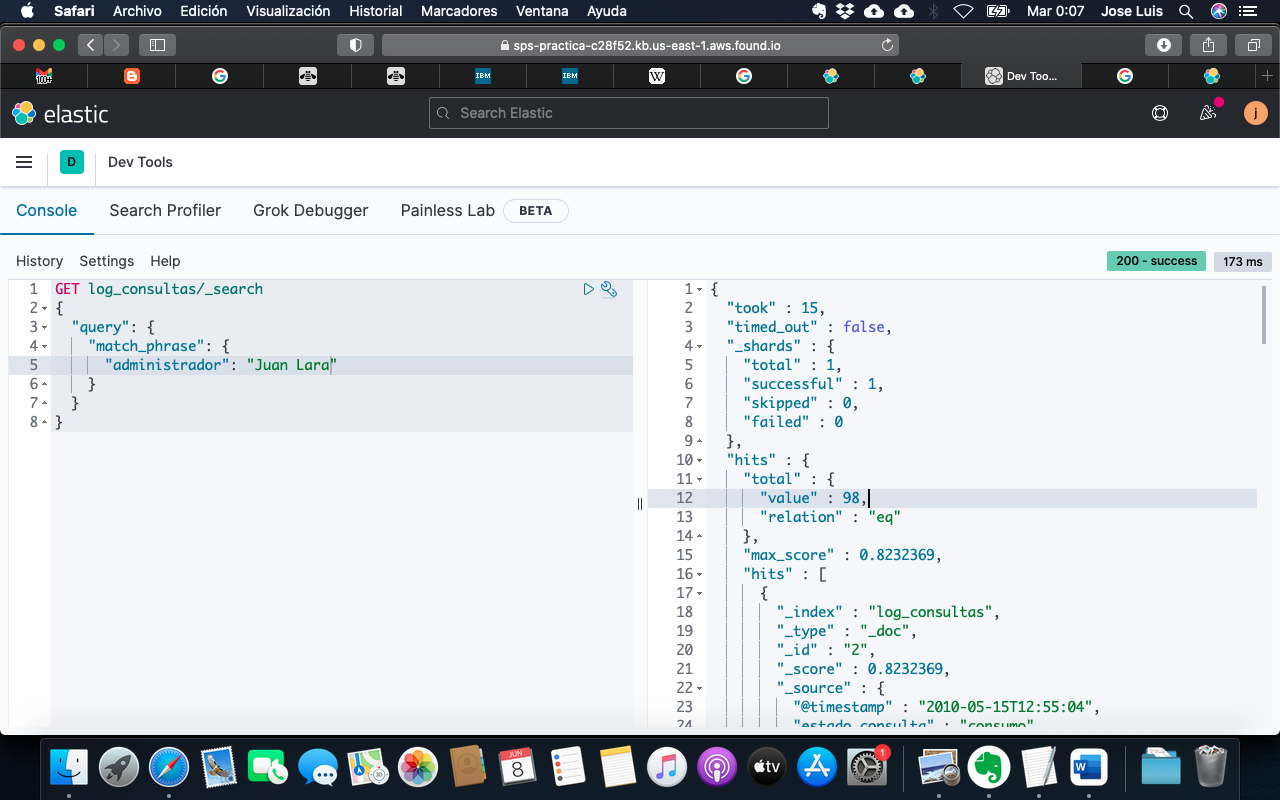 Safari Archivo Edición Visualización Historial Marcadores Ventana Ayuda Mar 0:07 Jose Luis
sps-practica-c28f52.kb.us-east-1.aws.found.io
100+ IBM IBM W Dev Too...
elastic Search Elastic j
D Dev Tools
Console Search Profiler Grok Debugger Painless Lab BETA
History Settings Help 200 - success 173 ms
1 GET log_consultas/_search
2 {
3 "query": {
4 "match_phrase": {
5 "administrador": "Juan Lara"
6 }
7 }
8 }
1 {
2 "took" : 15,
3 "timed_out" : false,
4 "_shards" : {
5 "total" : 1,
6 "successful" : 1,
7 "skipped" : 0,
8 "failed" : 0
9 },
10 "hits" : {
11 "total" : {
12 "value" : 98,
13 "relation" : "eq"
14 },
15 "max_score" : 0.8232369,
16 "hits" : [
17 {
18 "_index" : "log_consultas",
19 "_type" : "_doc",
20 "_id" : "2",
21 "_score" : 0.8232369,
22 "_source" : {
23 "@timestamp" : "2010-05-15T12:55:04",
24 "estado_consulta" : "consumo"
JUN
8
tv
1
W